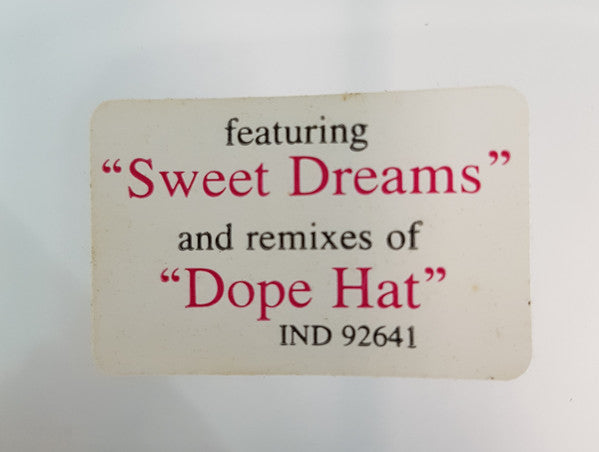 featuring
“Sweet Dreams”
and remixes of
“Dope Hat”
IND 92641